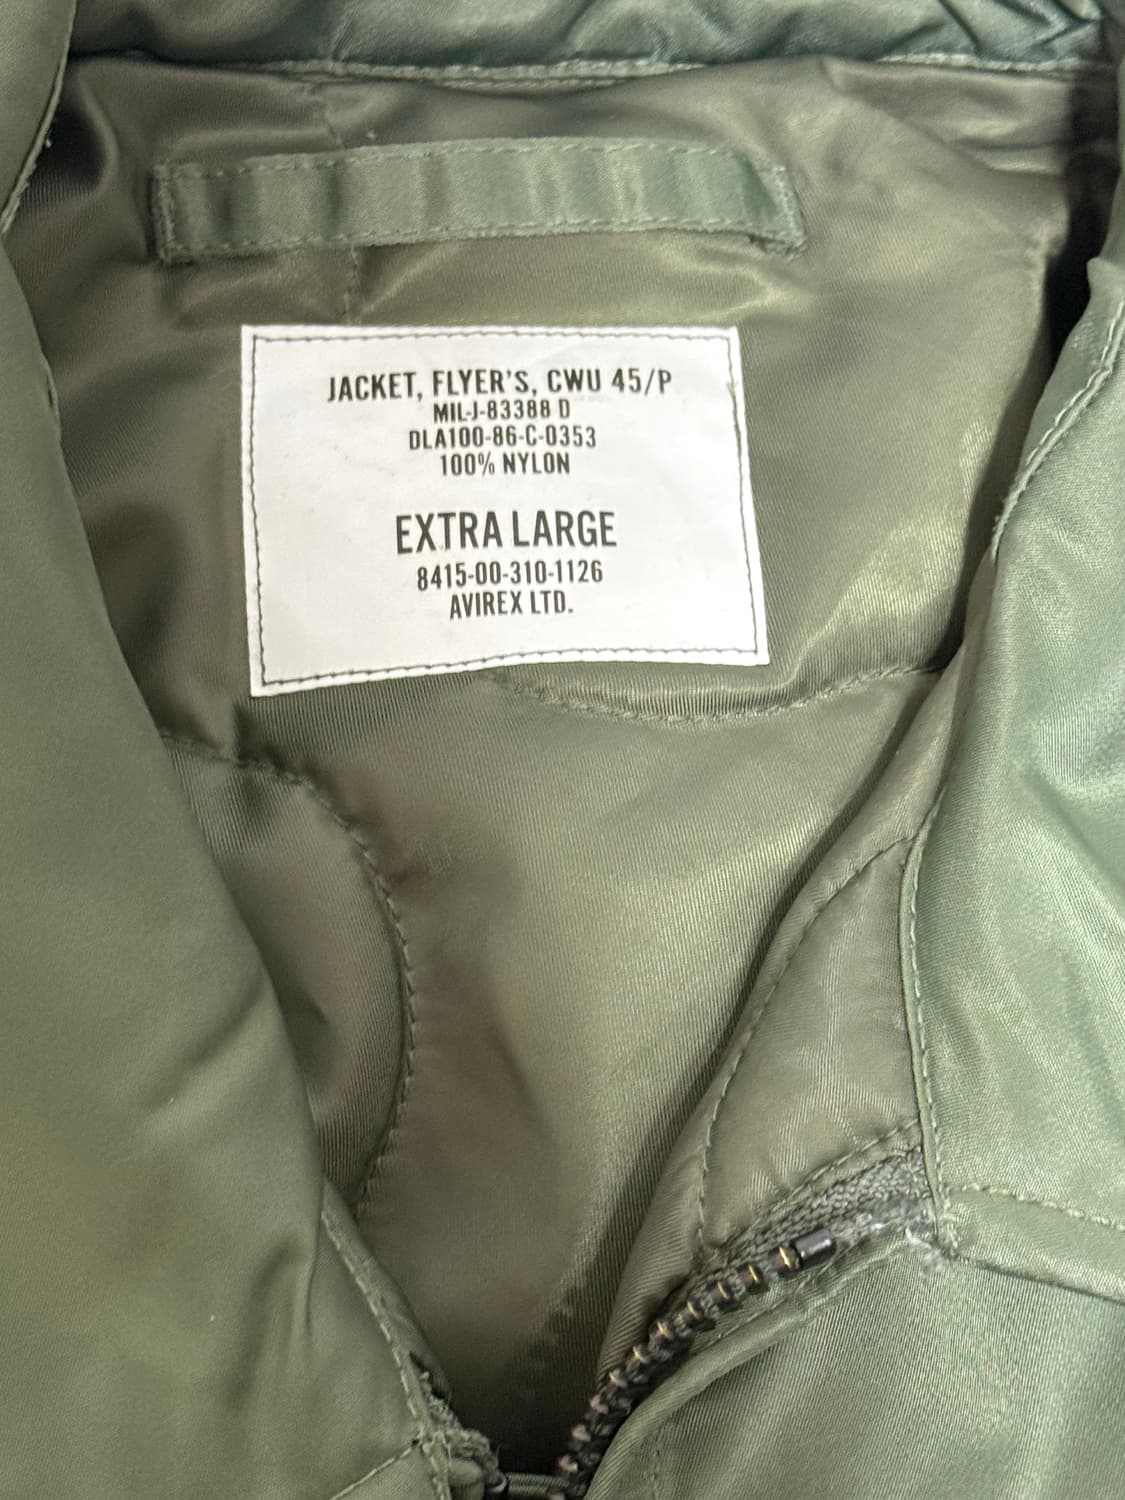 JACKET, FLYER'S, CWU 45/P
MIL-J-83388 D
DLA100-86-C-0353
100% NYLON
EXTRA LARGE
8415-00-310-1126
AVIREX LTD.